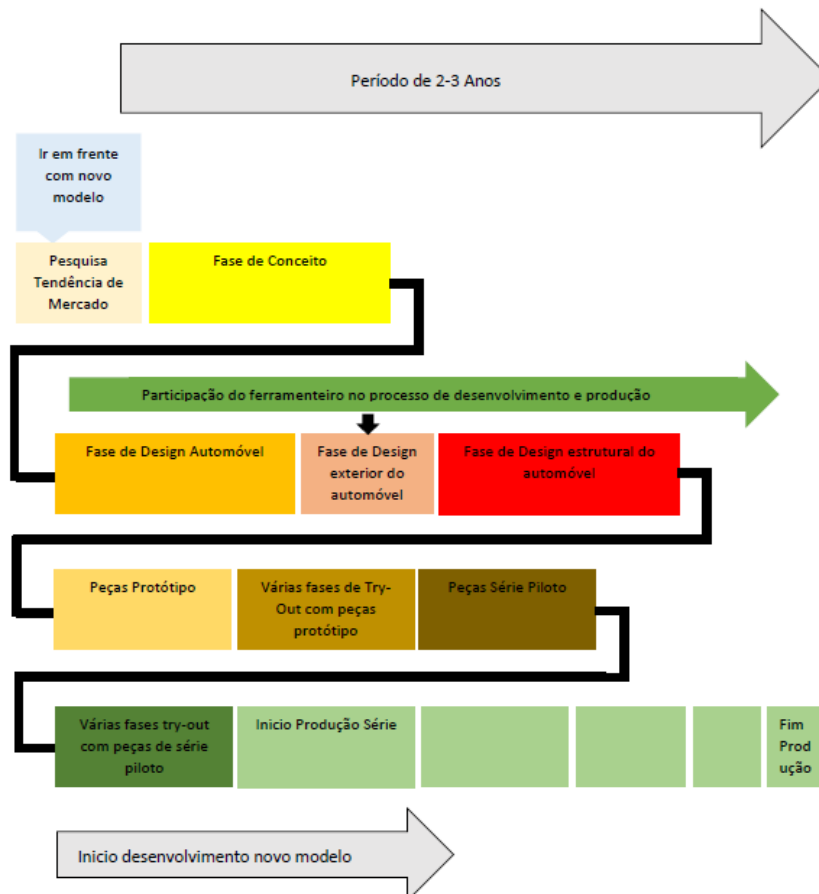 Período de 2-3 Anos
Ir em frente
com novo
modelo
Pesquisa
Tendência de
Mercado
Fase de Conceito
Participação do ferramenteiro no processo de desenvolvimento e produção
Fase de Design Automóvel
Fase de Design
exterior do
automóvel
Fase de Design estrutural do
automóvel
Peças Protótipo
Várias fases de Try-
Out com peças
protótipo
Peças Série Piloto
Várias fases try-out
com peças de série
piloto
Inicio Produção Série
Fim
Prod
ução
Inicio desenvolvimento novo modelo